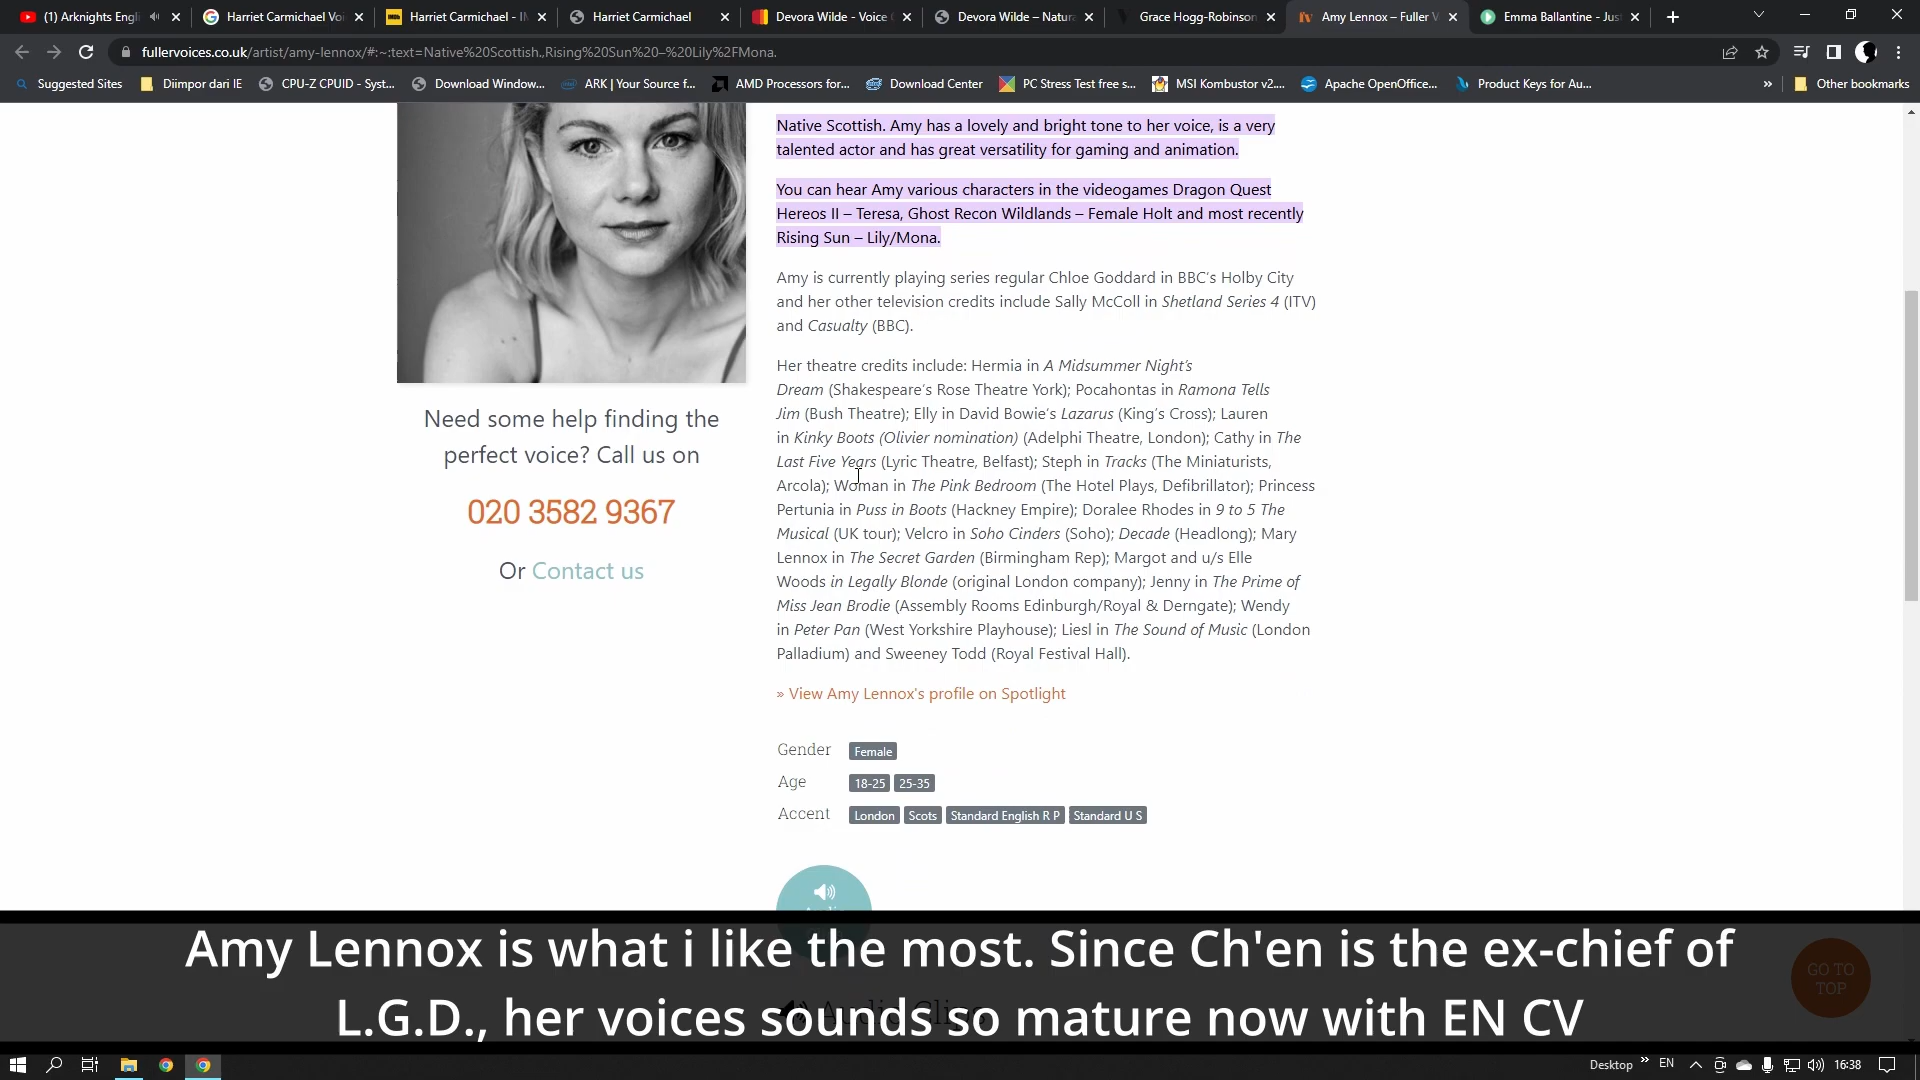 (1) Arknights Engli
Harriet Carmichael Voi
Harriet Carmichael - IM
Harriet Carmichael
Devora Wilde - Voice O
Devora Wilde – Natura
Grace Hogg-Robinson
Amy Lennox – Fuller V
Emma Ballantine - Just
fullervoices.co.uk/artist/amy-lennox/#:~:text=Native%20Scottish.,Rising%20Sun%20–%20Lily%2FMona.
Suggested Sites
Diimpor dari IE
CPU-Z CPUID - Syst...
Download Window...
ARK | Your Source f...
AMD Processors for...
Download Center
PC Stress Test free s...
MSI Kombustor v2....
Apache OpenOffice...
Product Keys for Au...
»
Other bookmarks
Native Scottish. Amy has a lovely and bright tone to her voice, is a very
talented actor and has great versatility for gaming and animation.
You can hear Amy various characters in the videogames Dragon Quest
Hereos II – Teresa, Ghost Recon Wildlands – Female Holt and most recently
Rising Sun – Lily/Mona.
Amy is currently playing series regular Chloe Goddard in BBC's Holby City
and her other television credits include Sally McColl in Shetland Series 4 (ITV)
and Casualty (BBC).
Her theatre credits include: Hermia in A Midsummer Night's
Dream (Shakespeare's Rose Theatre York); Pocahontas in Ramona Tells
Jim (Bush Theatre); Elly in David Bowie's Lazarus (King's Cross); Lauren
in Kinky Boots (Olivier nomination) (Adelphi Theatre, London); Cathy in The
Last Five Years (Lyric Theatre, Belfast); Steph in Tracks (The Miniaturists,
Arcola); Woman in The Pink Bedroom (The Hotel Plays, Defibrillator); Princess
Pertunia in Puss in Boots (Hackney Empire); Doralee Rhodes in 9 to 5 The
Musical (UK tour); Velcro in Soho Cinders (Soho); Decade (Headlong); Mary
Lennox in The Secret Garden (Birmingham Rep); Margot and u/s Elle
Woods in Legally Blonde (original London company); Jenny in The Prime of
Miss Jean Brodie (Assembly Rooms Edinburgh/Royal & Derngate); Wendy
in Peter Pan (West Yorkshire Playhouse); Liesl in The Sound of Music (London
Palladium) and Sweeney Todd (Royal Festival Hall).
» View Amy Lennox's profile on Spotlight
Need some help finding the
perfect voice? Call us on
020 3582 9367
Or Contact us
Gender Female
Age 18-25 25-35
Accent London Scots Standard English R P Standard U S
Audio Clips
GO TO
TOP
Amy Lennox is what i like the most. Since Ch'en is the ex-chief of
L.G.D., her voices sounds so mature now with EN CV
Desktop » EN 16:38